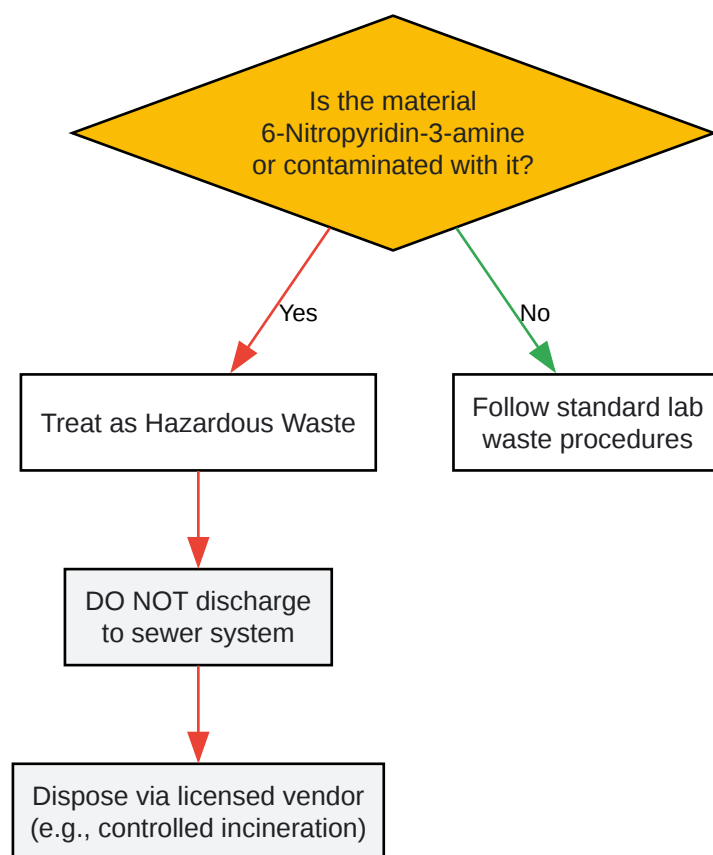 Is the material
6-Nitropyridin-3-amine
or contaminated with it?
Yes
No
Treat as Hazardous Waste
Follow standard lab
waste procedures
DO NOT discharge
to sewer system
Dispose via licensed vendor
(e.g., controlled incineration)